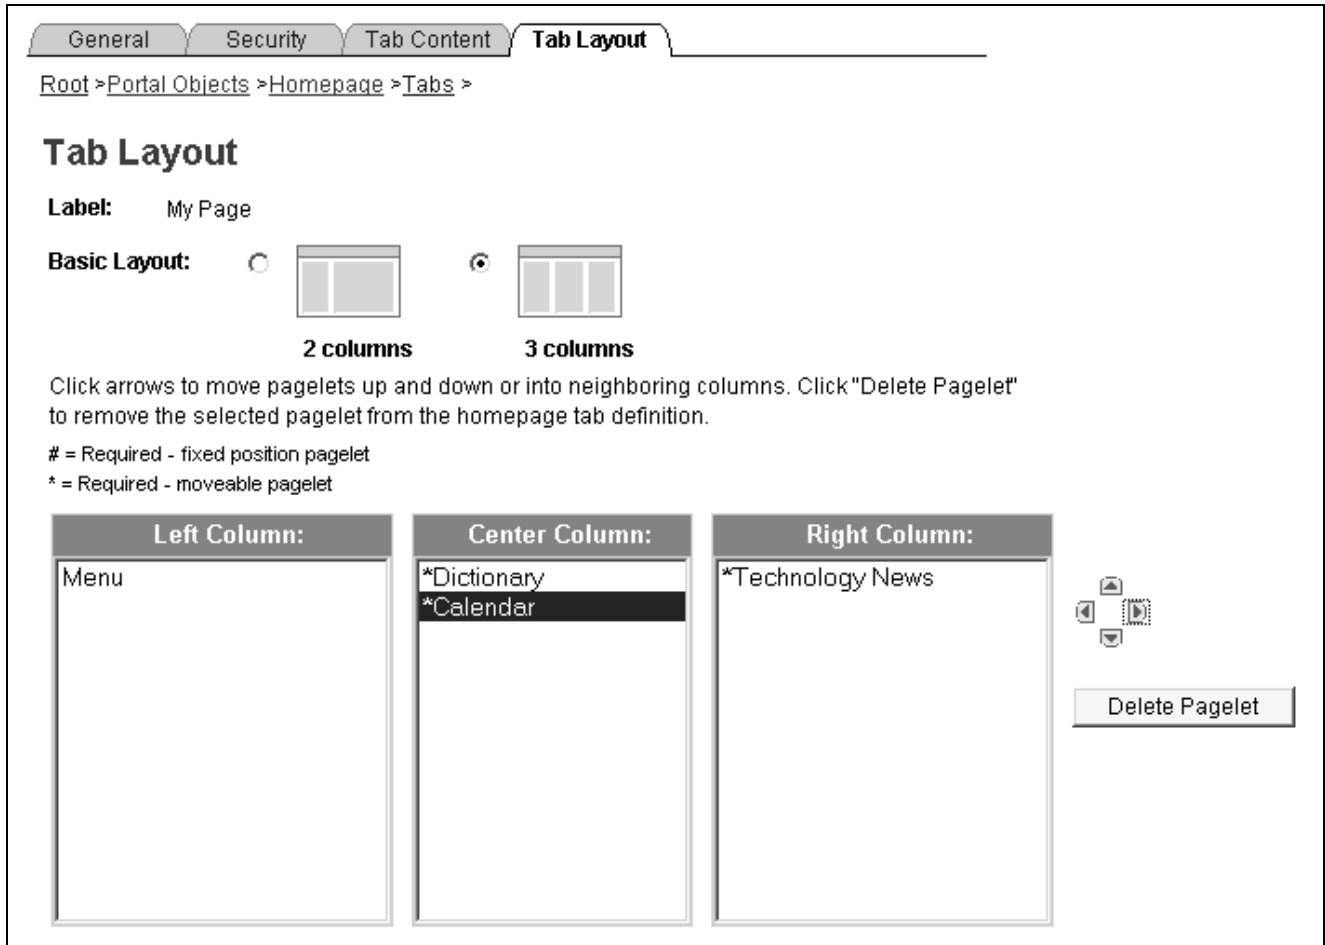 General Security Tab Content Tab Layout
Root >Portal Objects >Homepage >Tabs >
Tab Layout
Label: My Page
Basic Layout:
2 columns 3 columns
Click arrows to move pagelets up and down or into neighboring columns. Click "Delete Pagelet"
to remove the selected pagelet from the homepage tab definition.
# = Required - fixed position pagelet
* = Required - moveable pagelet
Left Column: Center Column: Right Column:
Menu *Dictionary *Technology News
*Calendar
Delete Pagelet